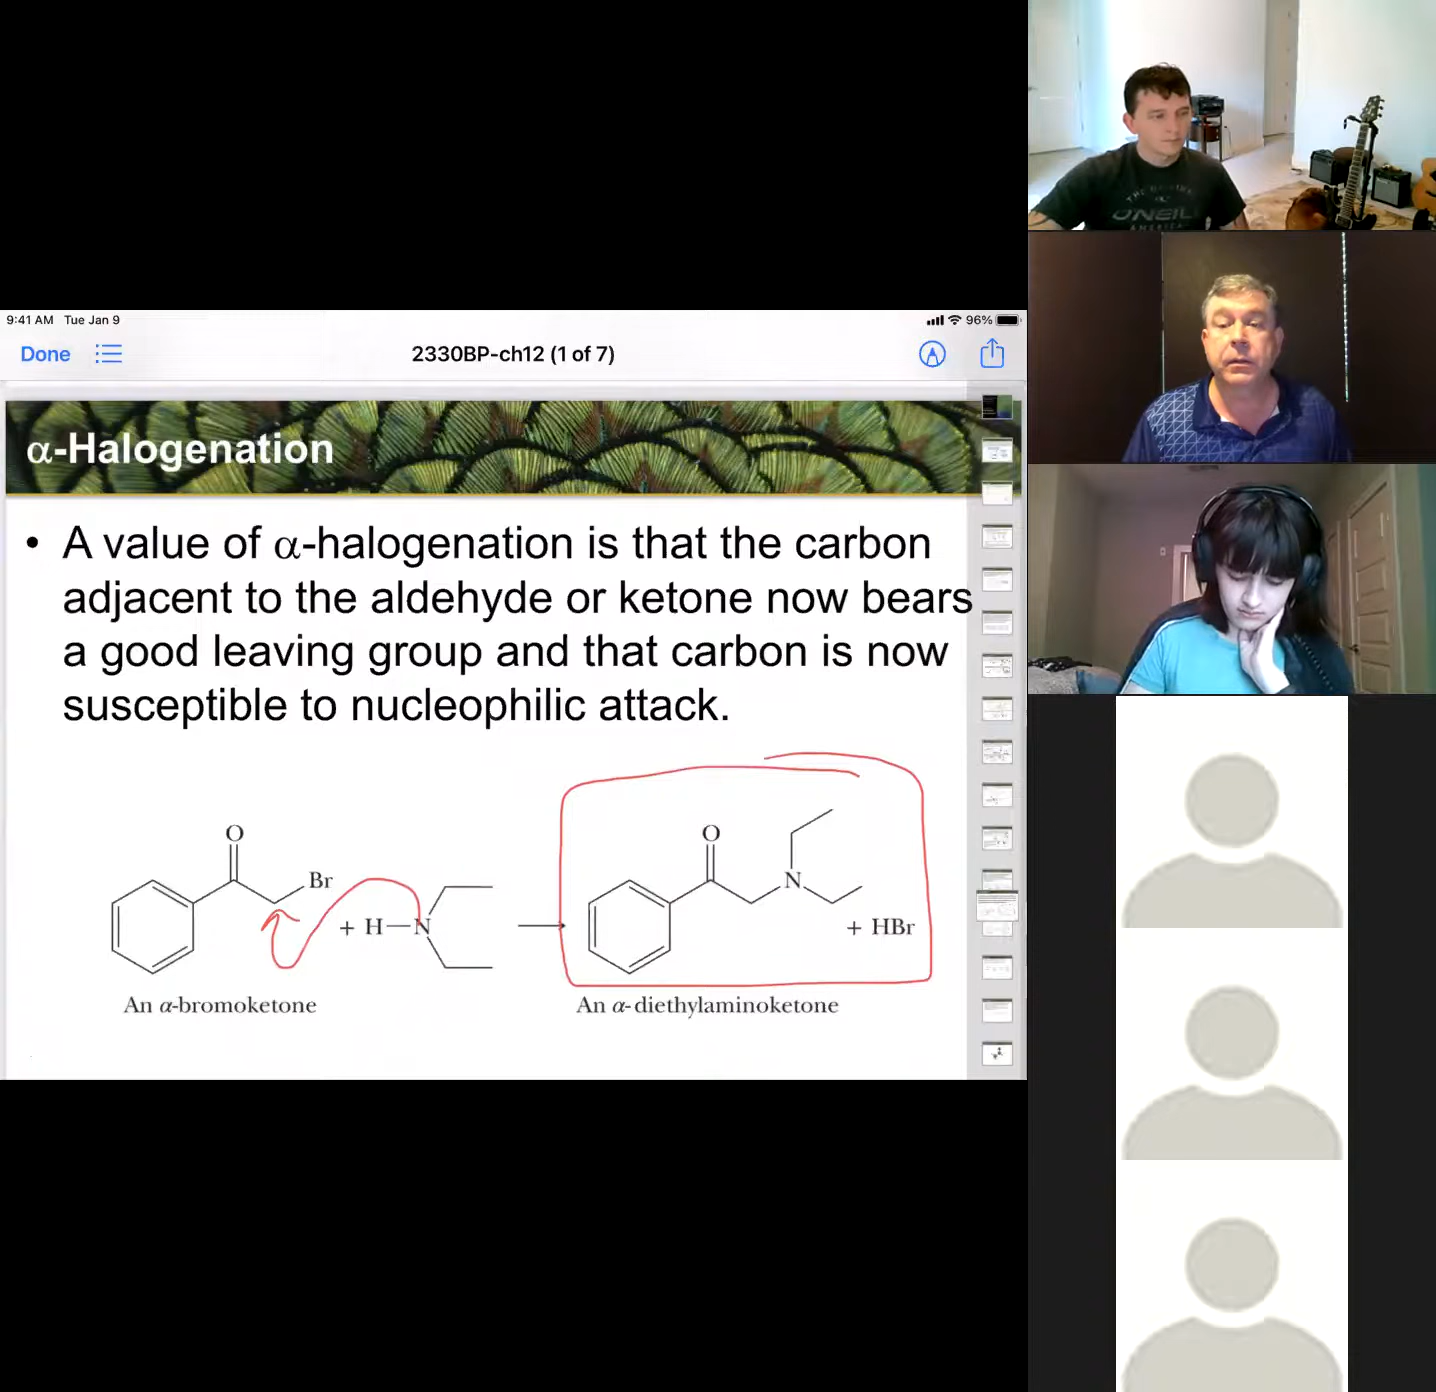 9:41 AM Tue Jan 9
96%
Done
2330BP-ch12 (1 of 7)
α-Halogenation
• A value of α-halogenation is that the carbon
adjacent to the aldehyde or ketone now bears
a good leaving group and that carbon is now
susceptible to nucleophilic attack.
O
Br
+ H—N
An α-bromoketone
O
N
+ HBr
An α-diethylaminoketone
ONEILL